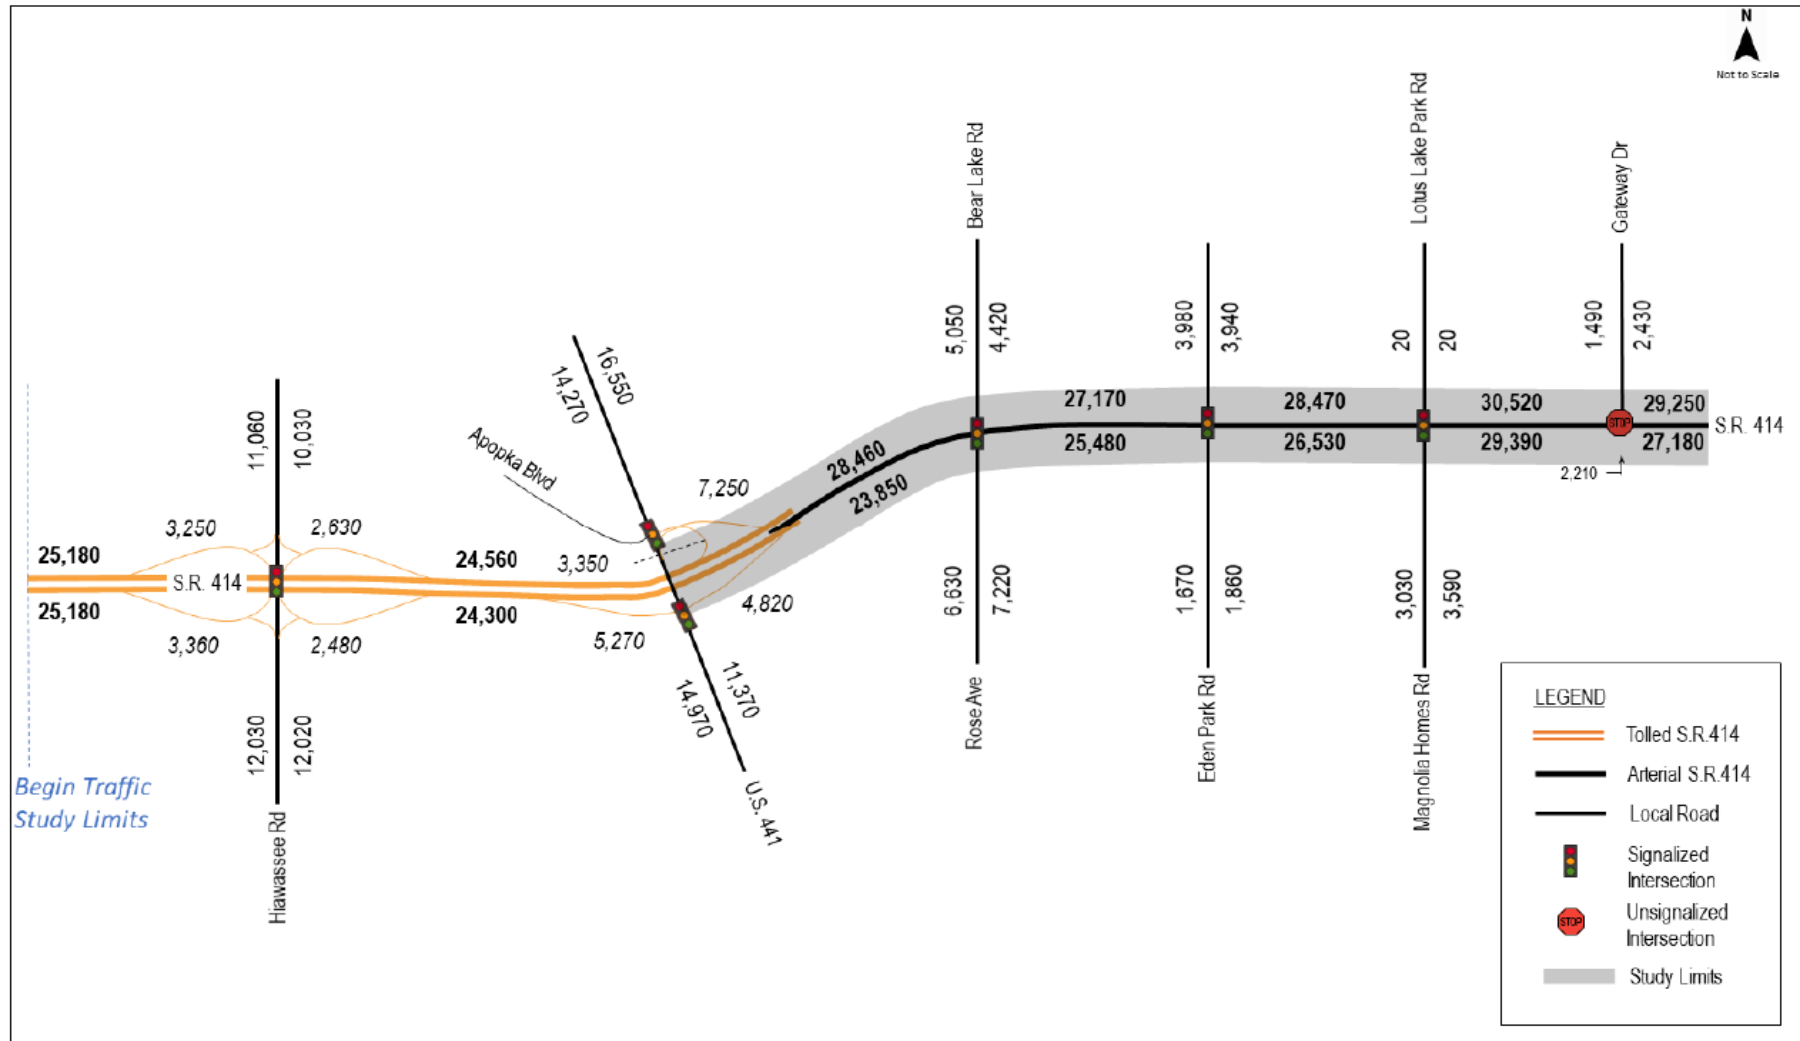 N
Not to Scale
Bear Lake Rd
Lotus Lake Park Rd
Gateway Dr
5,050
4,420
3,980
3,940
20
20
1,490
2,430
16,550
14,270
Apopka Blvd
11,060
10,030
27,170
28,470
30,520
29,250
S.R. 414
25,480
26,530
29,390
27,180
2,210
28,460
23,850
7,250
3,350
4,820
5,270
3,250
2,630
25,180
24,560
S.R. 414
25,180
24,300
3,360
2,480
12,030
12,020
11,370
14,970
6,630
7,220
1,670
1,860
3,030
3,590
Begin Traffic
Study Limits
Hiawassee Rd
U.S. 441
Rose Ave
Eden Park Rd
Magnolia Homes Rd
LEGEND
Tolled S.R.414
Arterial S.R.414
Local Road
Signalized
Intersection
STOP
STOP
Unsignalized
Intersection
Study Limits